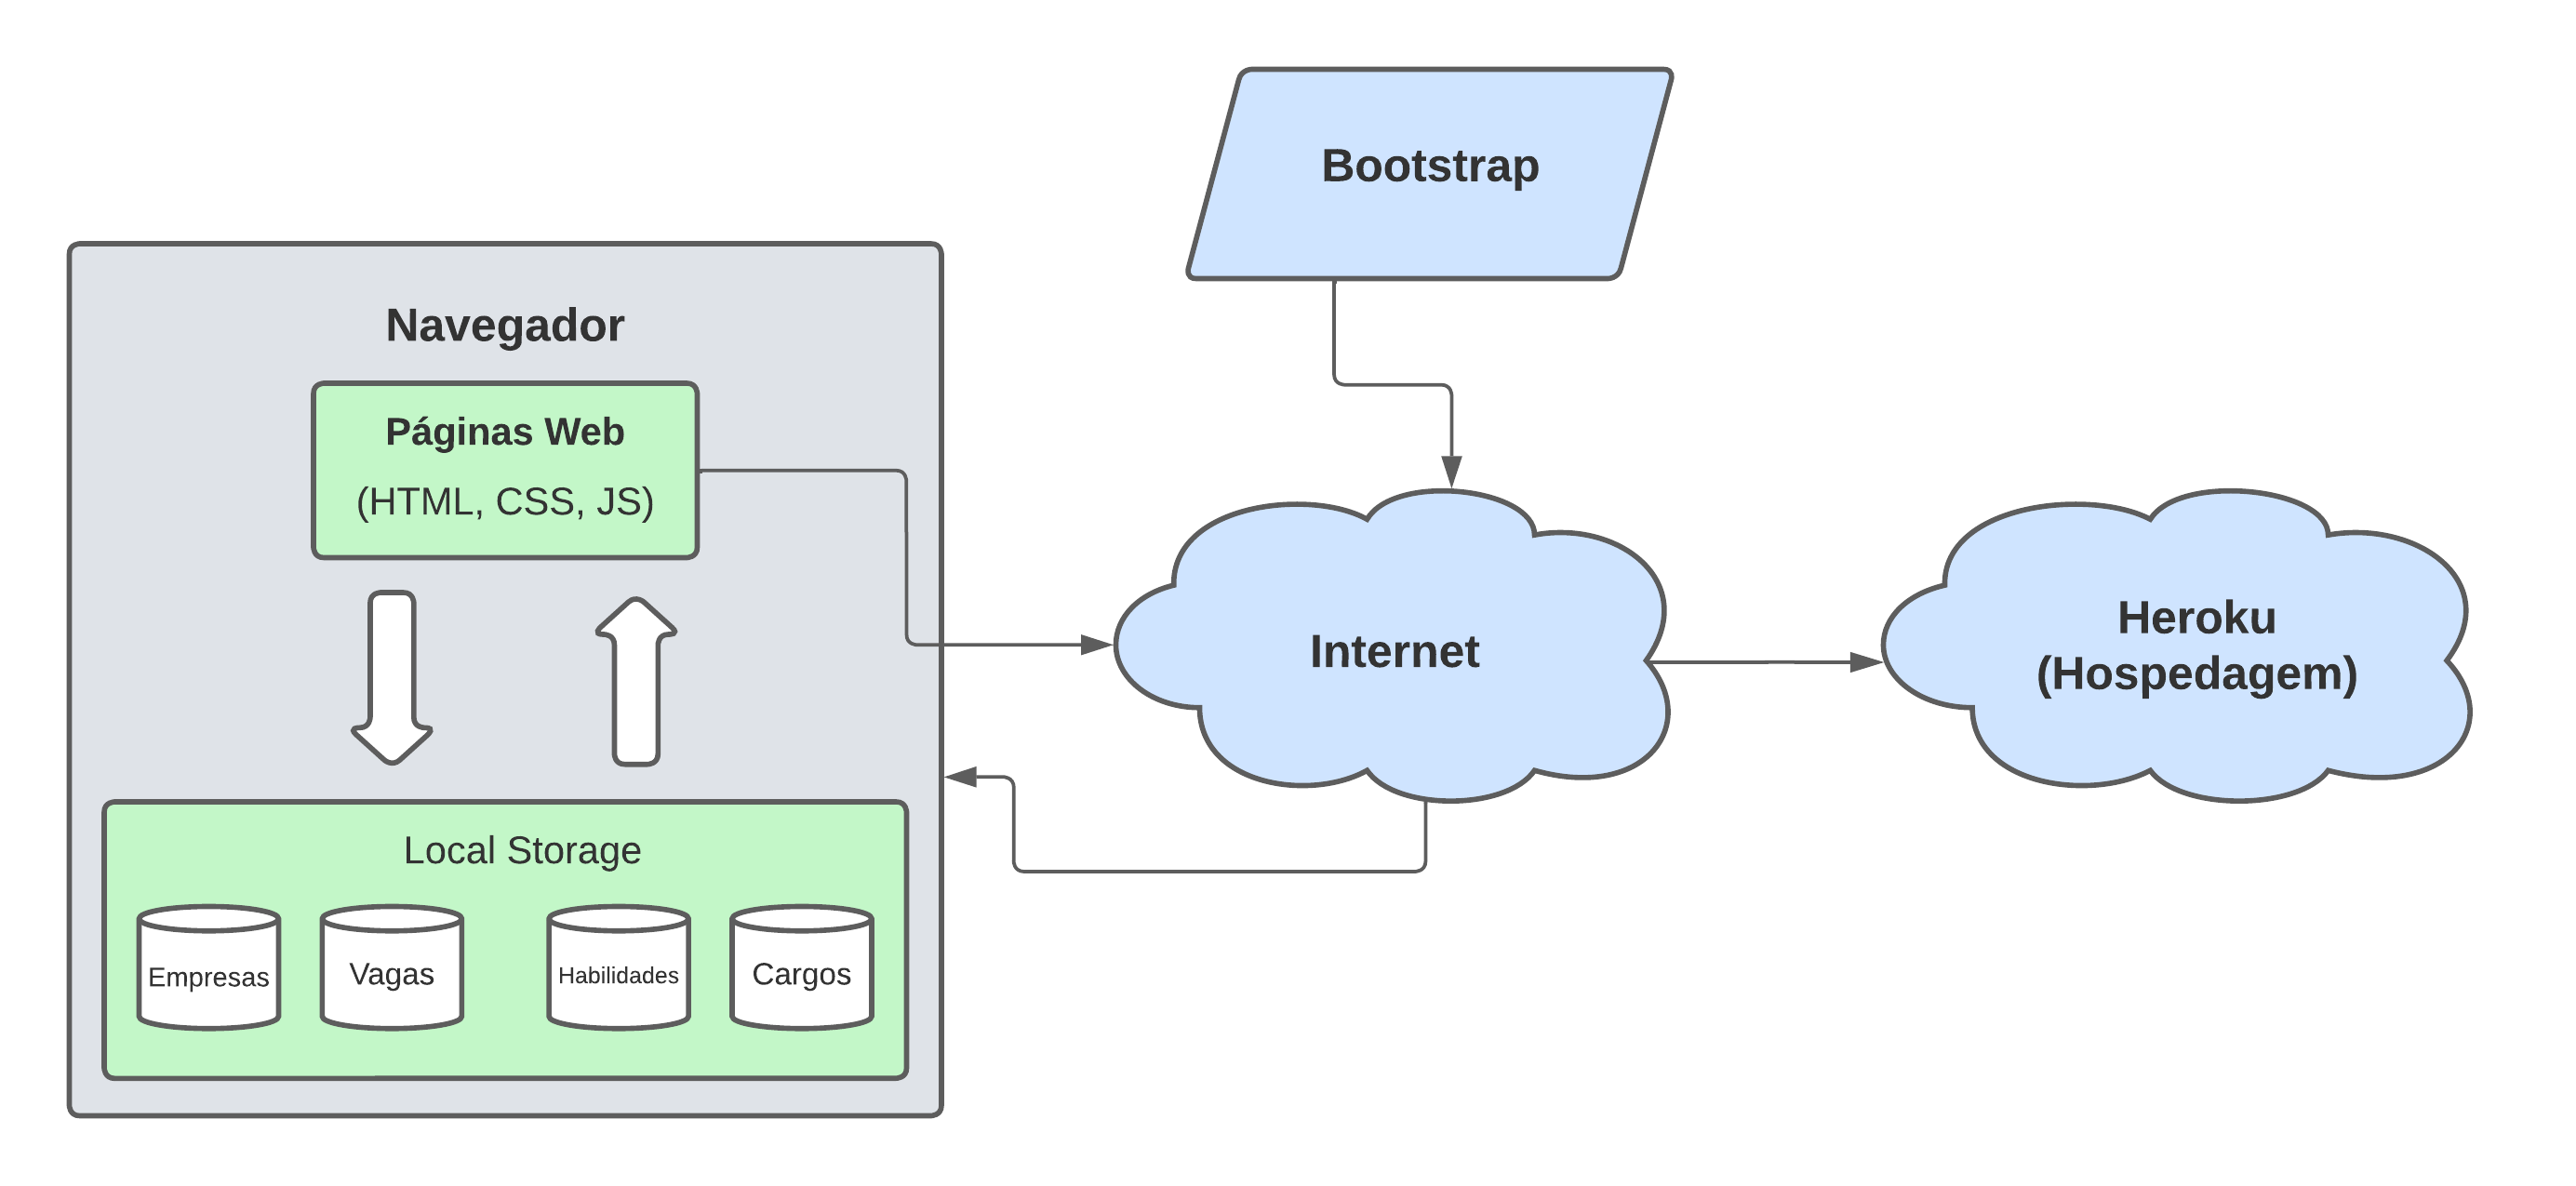 Bootstrap
Navegador
Páginas Web
(HTML, CSS, JS)
Internet
Heroku
(Hospedagem)
Local Storage
Empresas
Vagas
Habilidades
Cargos